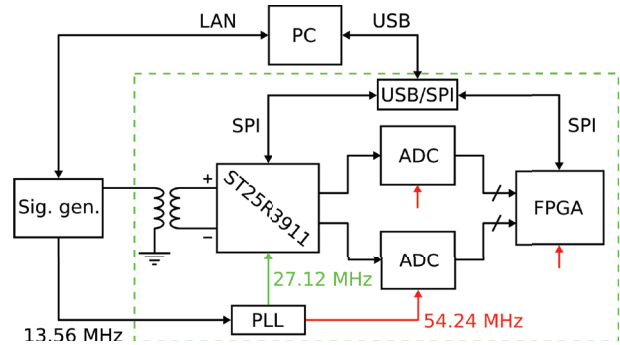 LAN
PC
USB
USB/SPI
SPI
SPI
ADC
ST25R3911
+
−
Sig. gen.
FPGA
ADC
27.12 MHz
PLL
54.24 MHz
13.56 MHz